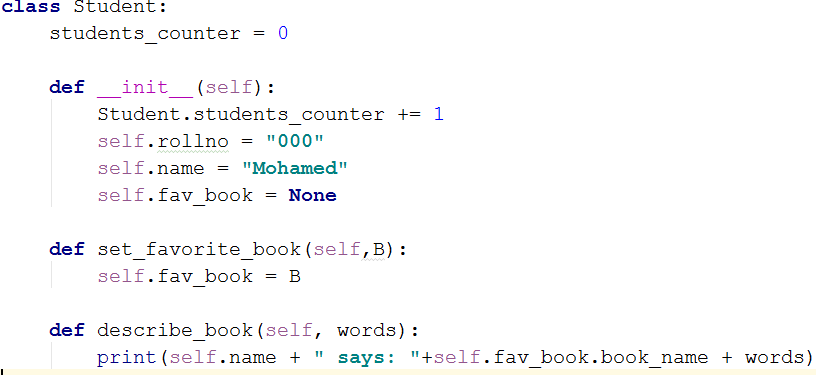 class Student:
    students_counter = 0

    def __init__(self):
        Student.students_counter += 1
        self.rollno = "000"
        self.name = "Mohamed"
        self.fav_book = None

    def set_favorite_book(self,B):
        self.fav_book = B

    def describe_book(self, words):
        print(self.name + " says: "+self.fav_book.book_name + words)